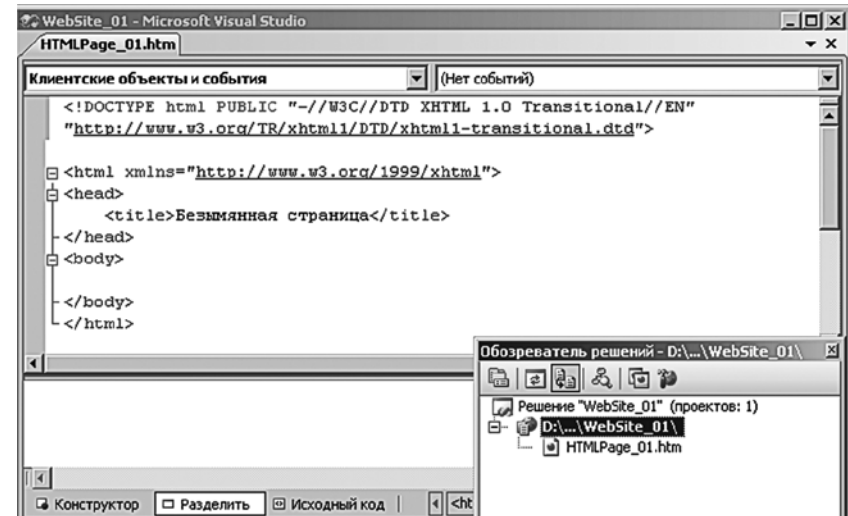 WebSite_01 - Microsoft Visual Studio
HTMLPage_01.htm
Клиентские объекты и события
(Нет событий)
<!DOCTYPE html PUBLIC "-//W3C//DTD XHTML 1.0 Transitional//EN"
"http://www.w3.org/TR/xhtml1/DTD/xhtml1-transitional.dtd">
<html xmlns="http://www.w3.org/1999/xhtml">
<head>
<title>Безымянная страница</title>
</head>
<body>
</body>
</html>
Обозреватель решений - D:\...\WebSite_01\
Решение "WebSite_01" (проектов: 1)
D:\...\WebSite_01\
HTMLPage_01.htm
Конструктор
Разделить
Исходный код
<ht